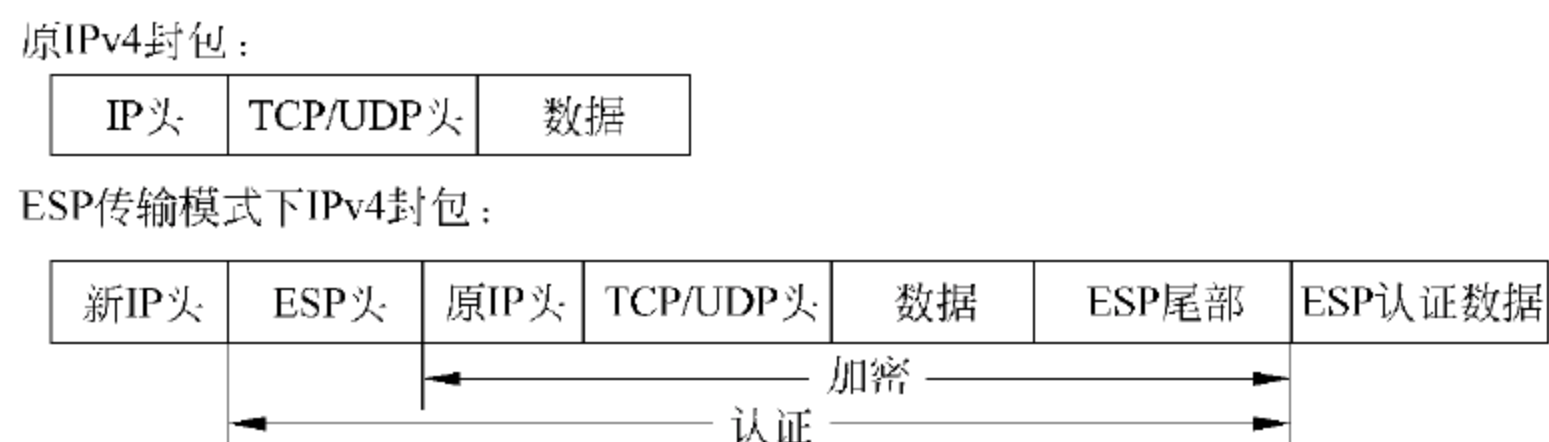 原IPv4封包：
IP头 TCP/UDP头 数据
ESP传输模式下IPv4封包：
新IP头 ESP头 原IP头 TCP/UDP头 数据 ESP尾部 ESP认证数据
加密
认证